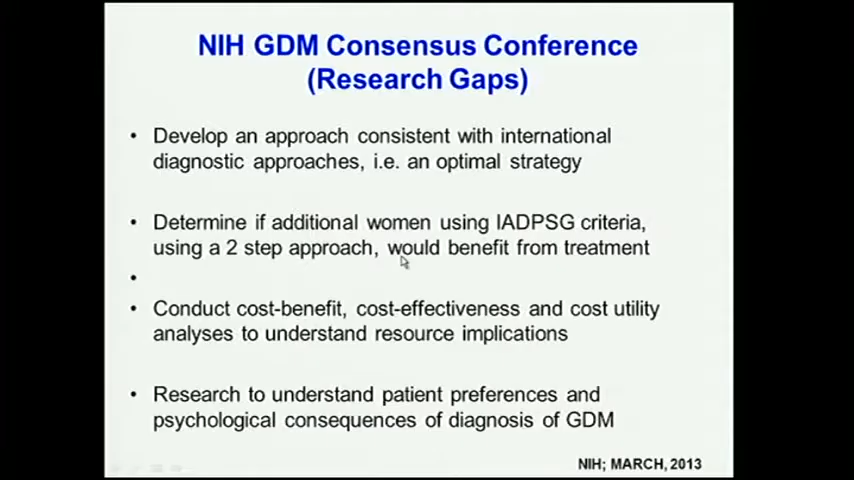 NIH GDM Consensus Conference
(Research Gaps)
• Develop an approach consistent with international
diagnostic approaches, i.e. an optimal strategy
• Determine if additional women using IADPSG criteria,
using a 2 step approach, would benefit from treatment
•
• Conduct cost-benefit, cost-effectiveness and cost utility
analyses to understand resource implications
• Research to understand patient preferences and
psychological consequences of diagnosis of GDM
NIH; MARCH, 2013